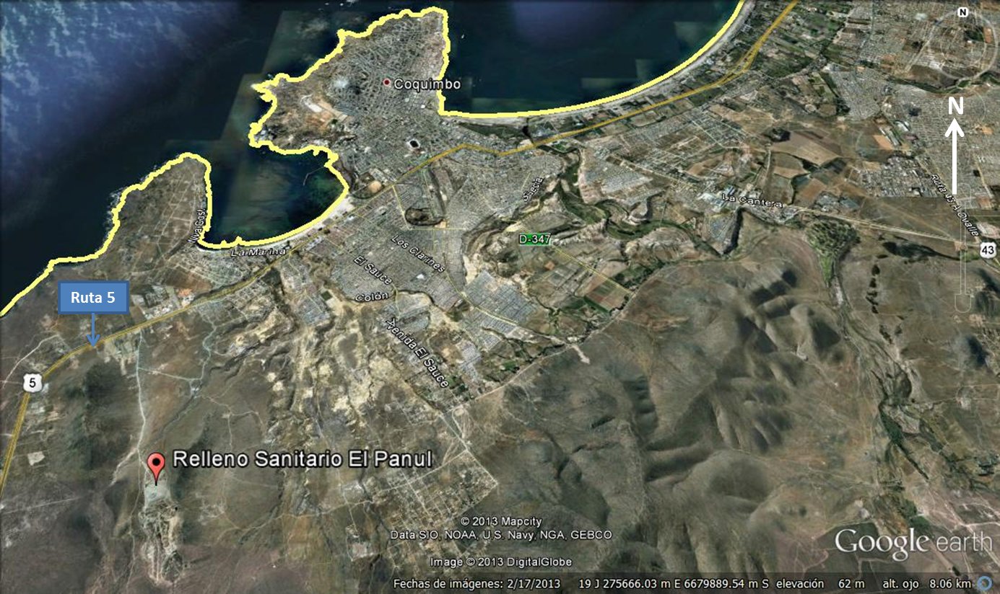 N
Coquimbo
N
Suecia
La Cantera
Ruta 43 A Ovalle
D-347
43
La Marina
Los Clarines
El Sauce
Ruta 5
Colón
Avenida El Sauce
5
Relleno Sanitario El Panul
© 2013 Mapcity
Data SIO, NOAA, U.S. Navy, NGA, GEBCO
Google earth
Image © 2013 DigitalGlobe
Fechas de imágenes: 2/17/2013 19 J 275666.03 m E 6679889.54 m S elevación 62 m alt. ojo 8.06 km